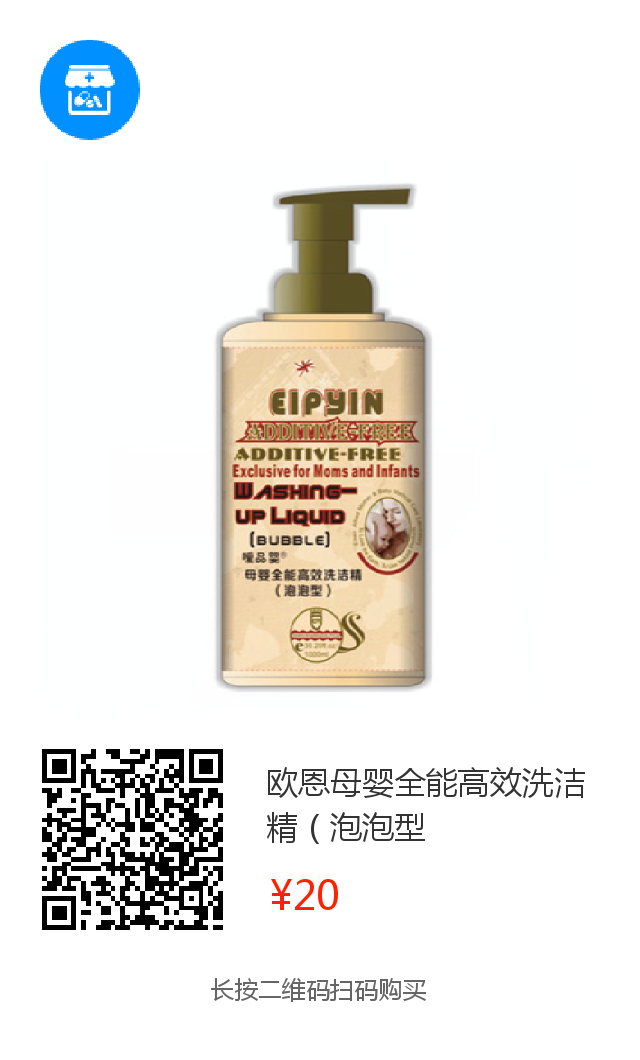 EIPYIN
ADDITIVE-FREE
ADDITIVE-FREE
Exclusive for Moms and Infants
WASHING-
UP LIQUID
[BUBBLE]
嗳品婴®
母婴全能高效洗洁精
（泡泡型）
1000ml
欧恩母婴全能高效洗洁
精（泡泡型
¥20
长按二维码扫码购买